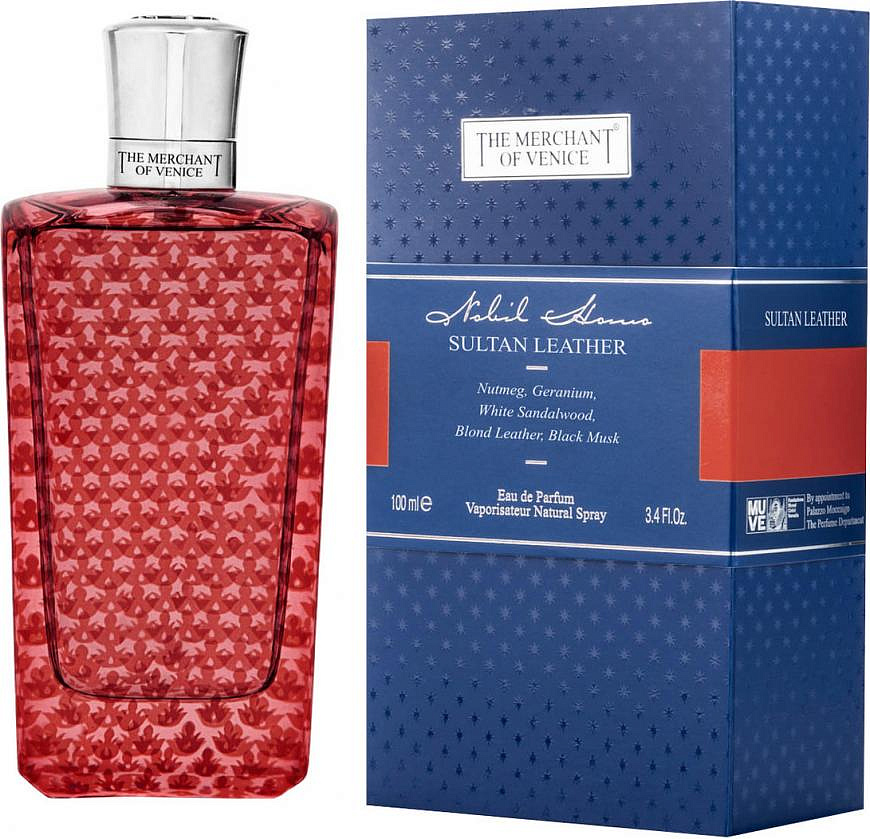 THE MERCHANT
OF VENICE
THE MERCHANT®
OF VENICE
Nobil Homo
SULTAN LEATHER
Nutmeg, Geranium,
White Sandalwood,
Blond Leather, Black Musk
100 ml e
Eau de Parfum
Vaporisateur Natural Spray
3.4 Fl.Oz.
SULTAN LEATHER
MU
VE
By appointment to
Palazzo Mocenigo
The Perfume Department